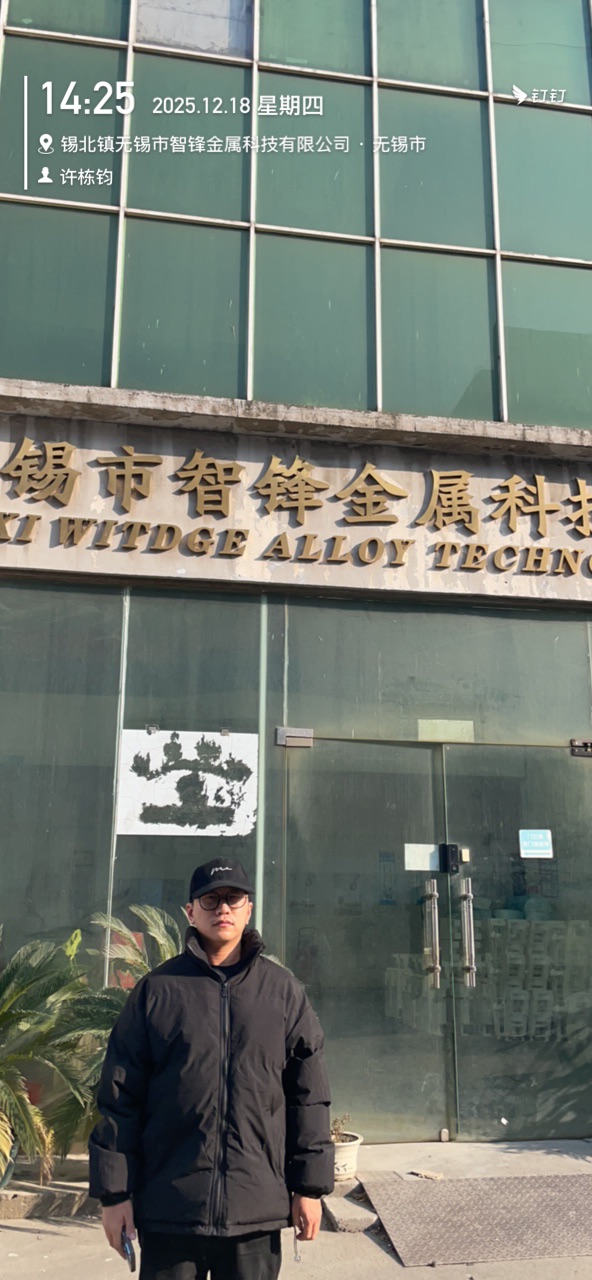 14:25 2025.12.18 星期四
钉钉
锡北镇无锡市智锋金属科技有限公司 · 无锡市
许栋钧
锡市智锋金属科技
XI WITDGE ALLOY TECHNO